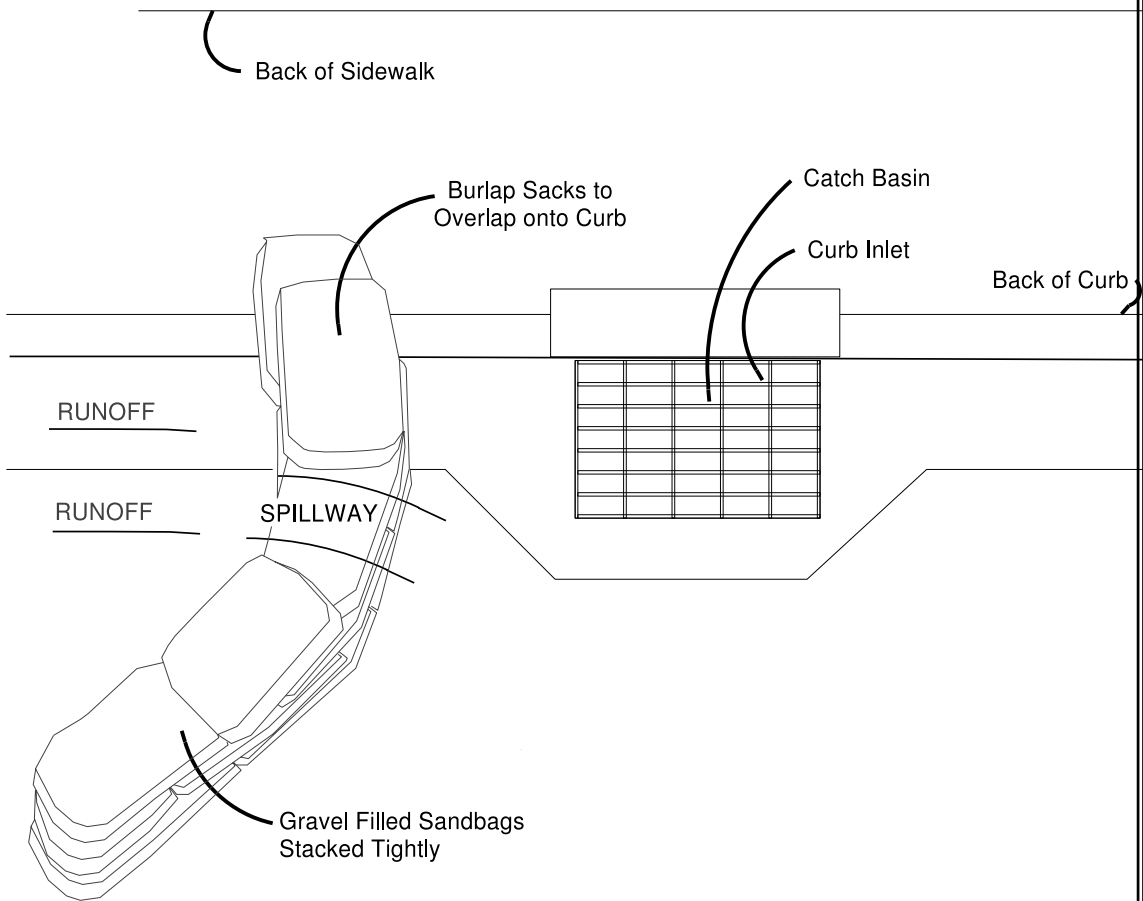 Back of Sidewalk
Burlap Sacks to
Overlap onto Curb
Catch Basin
Curb Inlet
Back of Curb
RUNOFF
RUNOFF
SPILLWAY
Gravel Filled Sandbags
Stacked Tightly